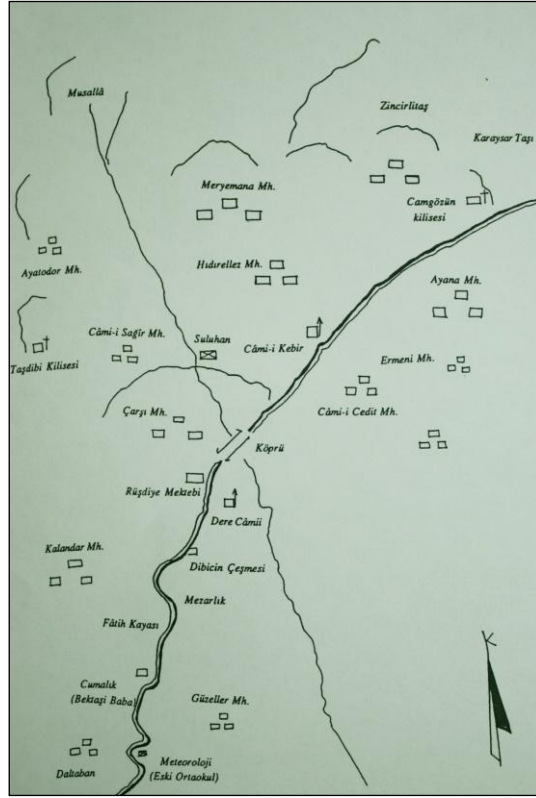 Musallâ
Zincirlitaş
Karaysar Taşı
Meryemana Mh.
Camgözün
kilisesi
Ayatodor Mh.
Hıdırellez Mh.
Ayana Mh.
Câmi-i Sağîr Mh.
Suluhan
Câmi-i Kebir
Taşdibi Kilisesi
Ermeni Mh.
Çarşı Mh.
Câmi-i Cedit Mh.
Köprü
Rüşdiye Mektebi
Dere Câmii
Kalandar Mh.
Dibicin Çeşmesi
Mezarlık
Fâtih Kayası
Cumalık
(Bektaşi Baba)
Güzeller Mh.
Daltaban
Meteoroloji
(Eski Ortaokul)
K